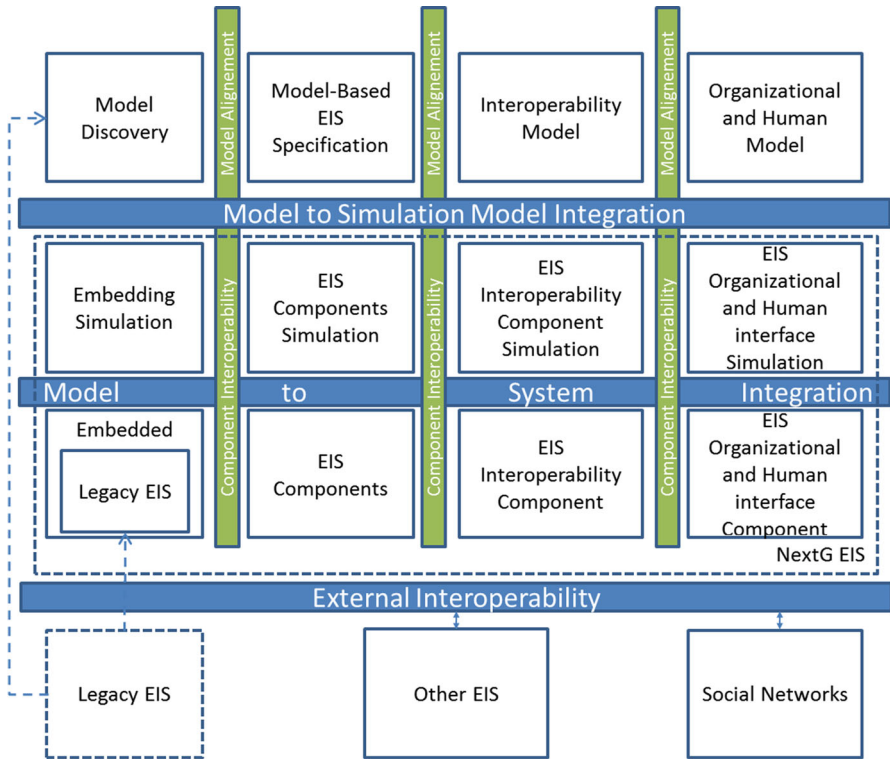 Model
Discovery
Model Alignement
Model-Based
EIS
Specification
Model Alignement
Interoperability
Model
Model Alignement
Organizational
and Human
Model
Model to Simulation Model Integration
Embedding
Simulation
Component Interoperability
EIS
Components
Simulation
Component Interoperability
EIS
Interoperability
Component
Simulation
Component Interoperability
EIS
Organizational
and Human
interface
Simulation
Model to System Integration
Embedded
Legacy EIS
EIS
Components
EIS
Interoperability
Component
EIS
Organizational
and Human
interface
Component
NextG EIS
External Interoperability
Legacy EIS
Other EIS
Social Networks